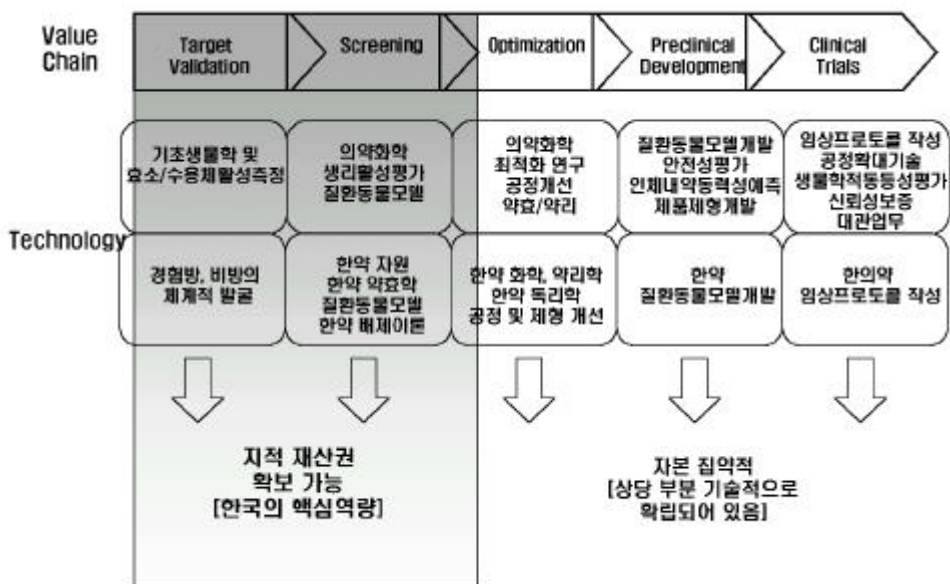 Value
Chain
Target
Validation
Screening
Optimization
Preclinical
Development
Clinical
Trials
Technology
기초생물학 및
효소/수용체활성측정
의약화학
생리활성평가
질환동물모델
의약화학
최적화 연구
공정개선
약효/약리
질환동물모델개발
안전성평가
인체내약동력성예측
제품제형개발
임상프로토콜 작성
공정확대기술
생물학적동등성평가
신뢰성보증
대관업무
경험방, 비방의
체계적 발굴
한약 자원
한약 약효학
질환동물모델
한약 배제이론
한약 화학, 약리학
한약 독리학
공정 및 제형 개선
한약
질환동물모델개발
한의약
임상프로토콜 작성
지적 재산권
확보 가능
[한국의 핵심역량]
자본 집약적
[상당 부분 기술적으로
확립되어 있음]